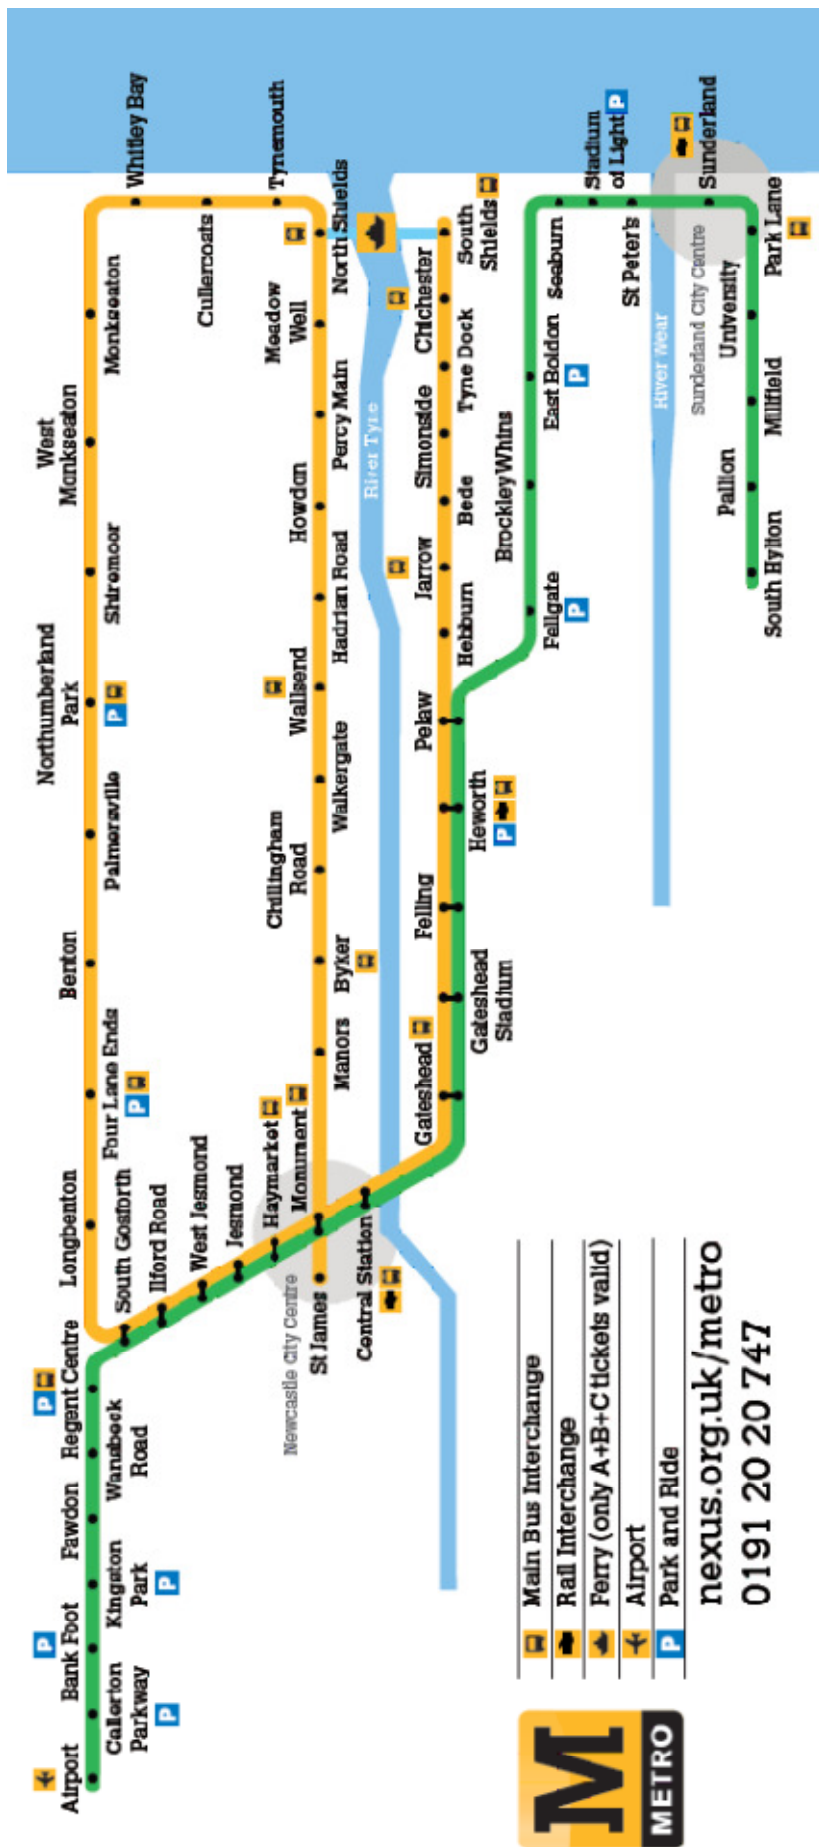 Airport
Callerton
Parkway
P
Bank Foot
P
Kingston
Park
P
Fawdon
Wansbeck
Road
Regent Centre
P
South Gosforth
Longbenton
Four Lane Ends
P
Benton
Palmersville
Northumberland
Park
P
Shiremoor
West
Monkseaton
Monkseaton
Whitley Bay
Cullercoats
Tynemouth
North Shields
Meadow
Well
Percy Main
Howdon
Hadrian Road
Wallsend
Walkergate
Chillingham
Road
Byker
Manors
Ilford Road
West Jesmond
Jesmond
Haymarket
Monument
Newcastle City Centre
St James
Central Station
River Tyne
Gateshead
Gateshead
Stadium
Felling
Heworth
P
Pelaw
Hebburn
Jarrow
Bede
Simonside
Tyne Dock
Chichester
South
Shields
Fellgate
P
Brockley Whins
East Boldon
P
Seaburn
Stadium
of Light P
St Peter's
River Wear
Sunderland
Sunderland City Centre
Park Lane
University
Millfield
Pallion
South Hylton
Main Bus Interchange
Rail Interchange
Ferry (only A+B+C tickets valid)
Airport
P Park and Ride
nexus.org.uk/metro
0191 20 20 747
M
METRO